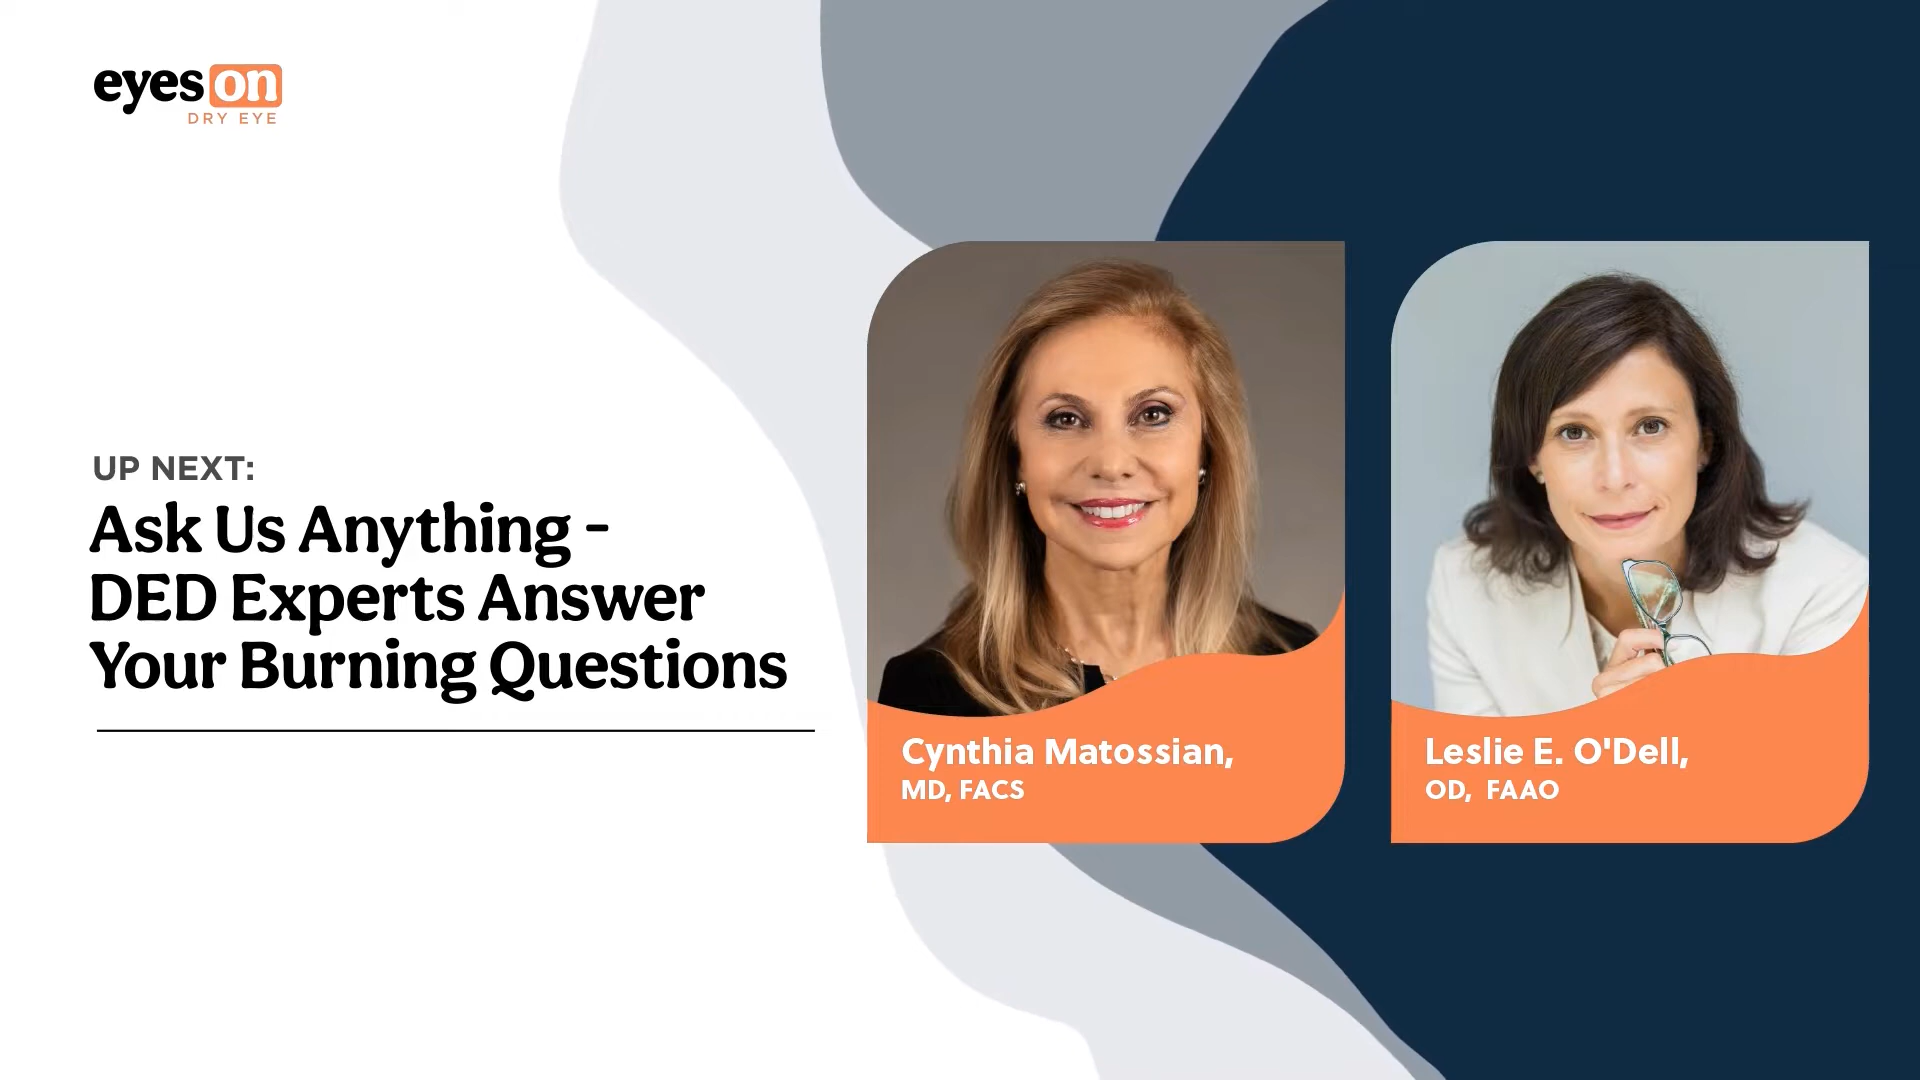 eyes on
DRY EYE
UP NEXT:
Ask Us Anything -
DED Experts Answer
Your Burning Questions
Cynthia Matossian,
MD, FACS
Leslie E. O'Dell,
OD, FAAO